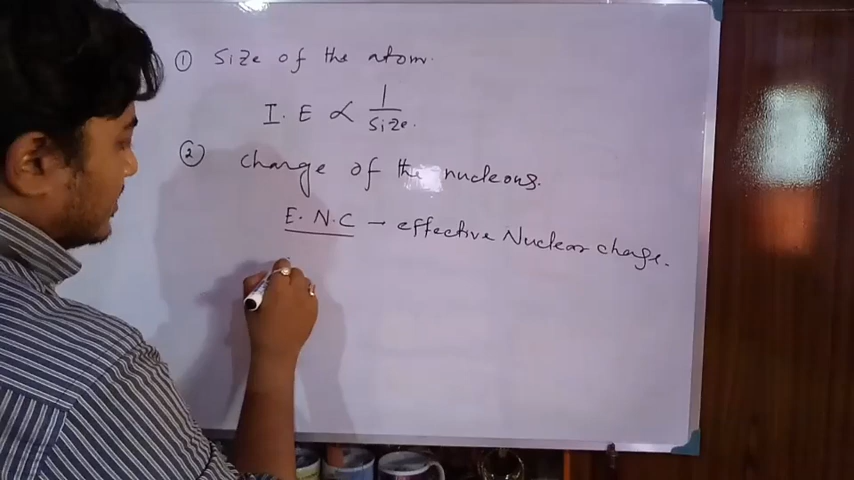 ① Size of the atom.
I. E ∝ 1/Size.
② Charge of the nucleous.
E. N. C → effective Nuclear charge.